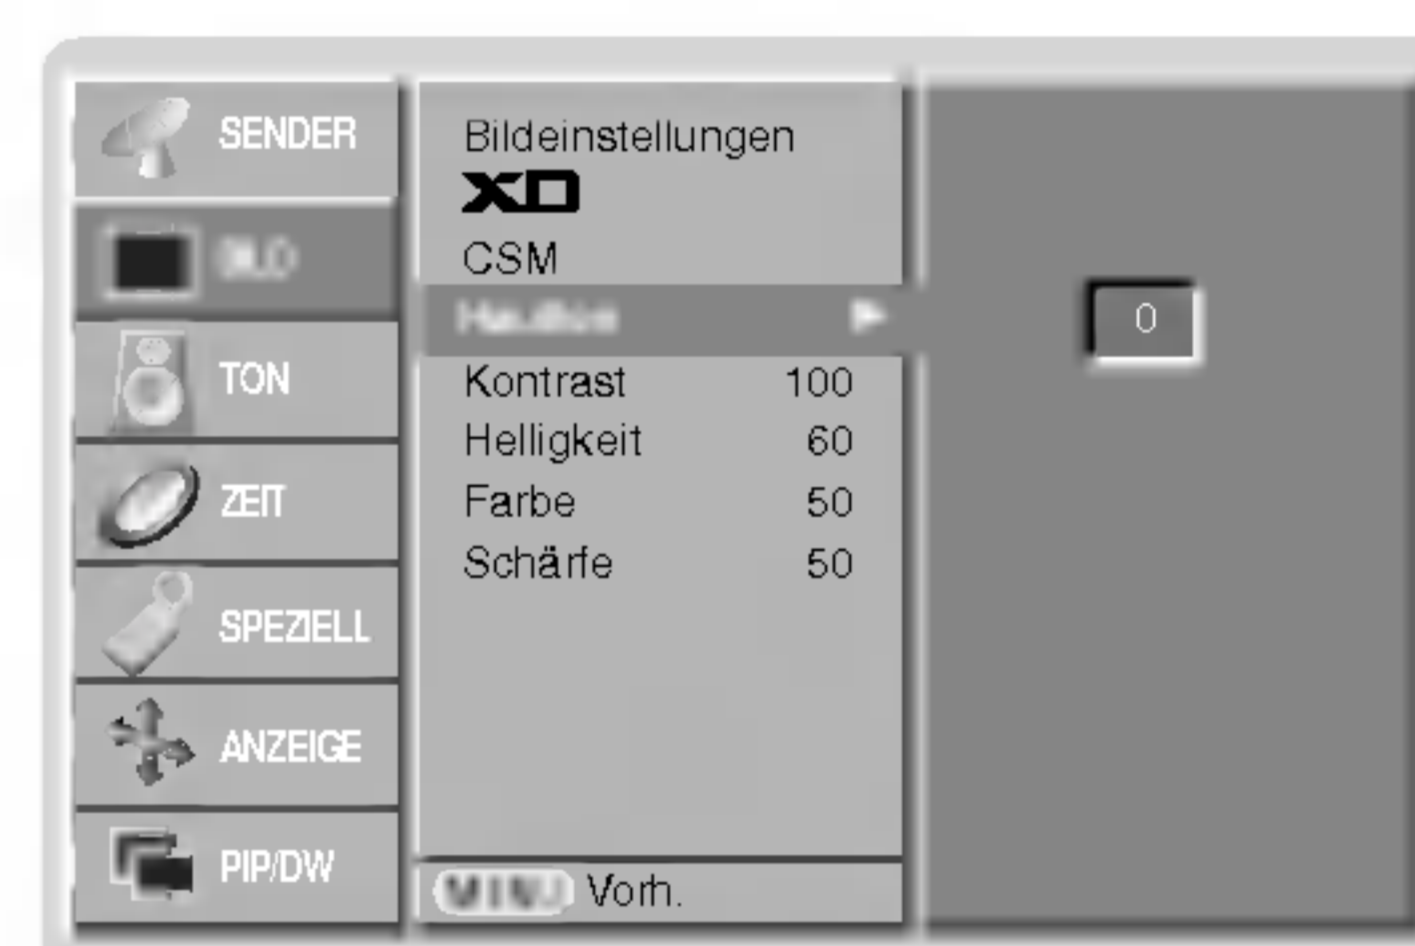 SENDER
TON
ZEIT
SPEZIELL
ANZEIGE
PIP/DW
Bildeinstellungen
XD
CSM
Kontrast 100
Helligkeit 60
Farbe 50
Schärfe 50
Vorh.
0